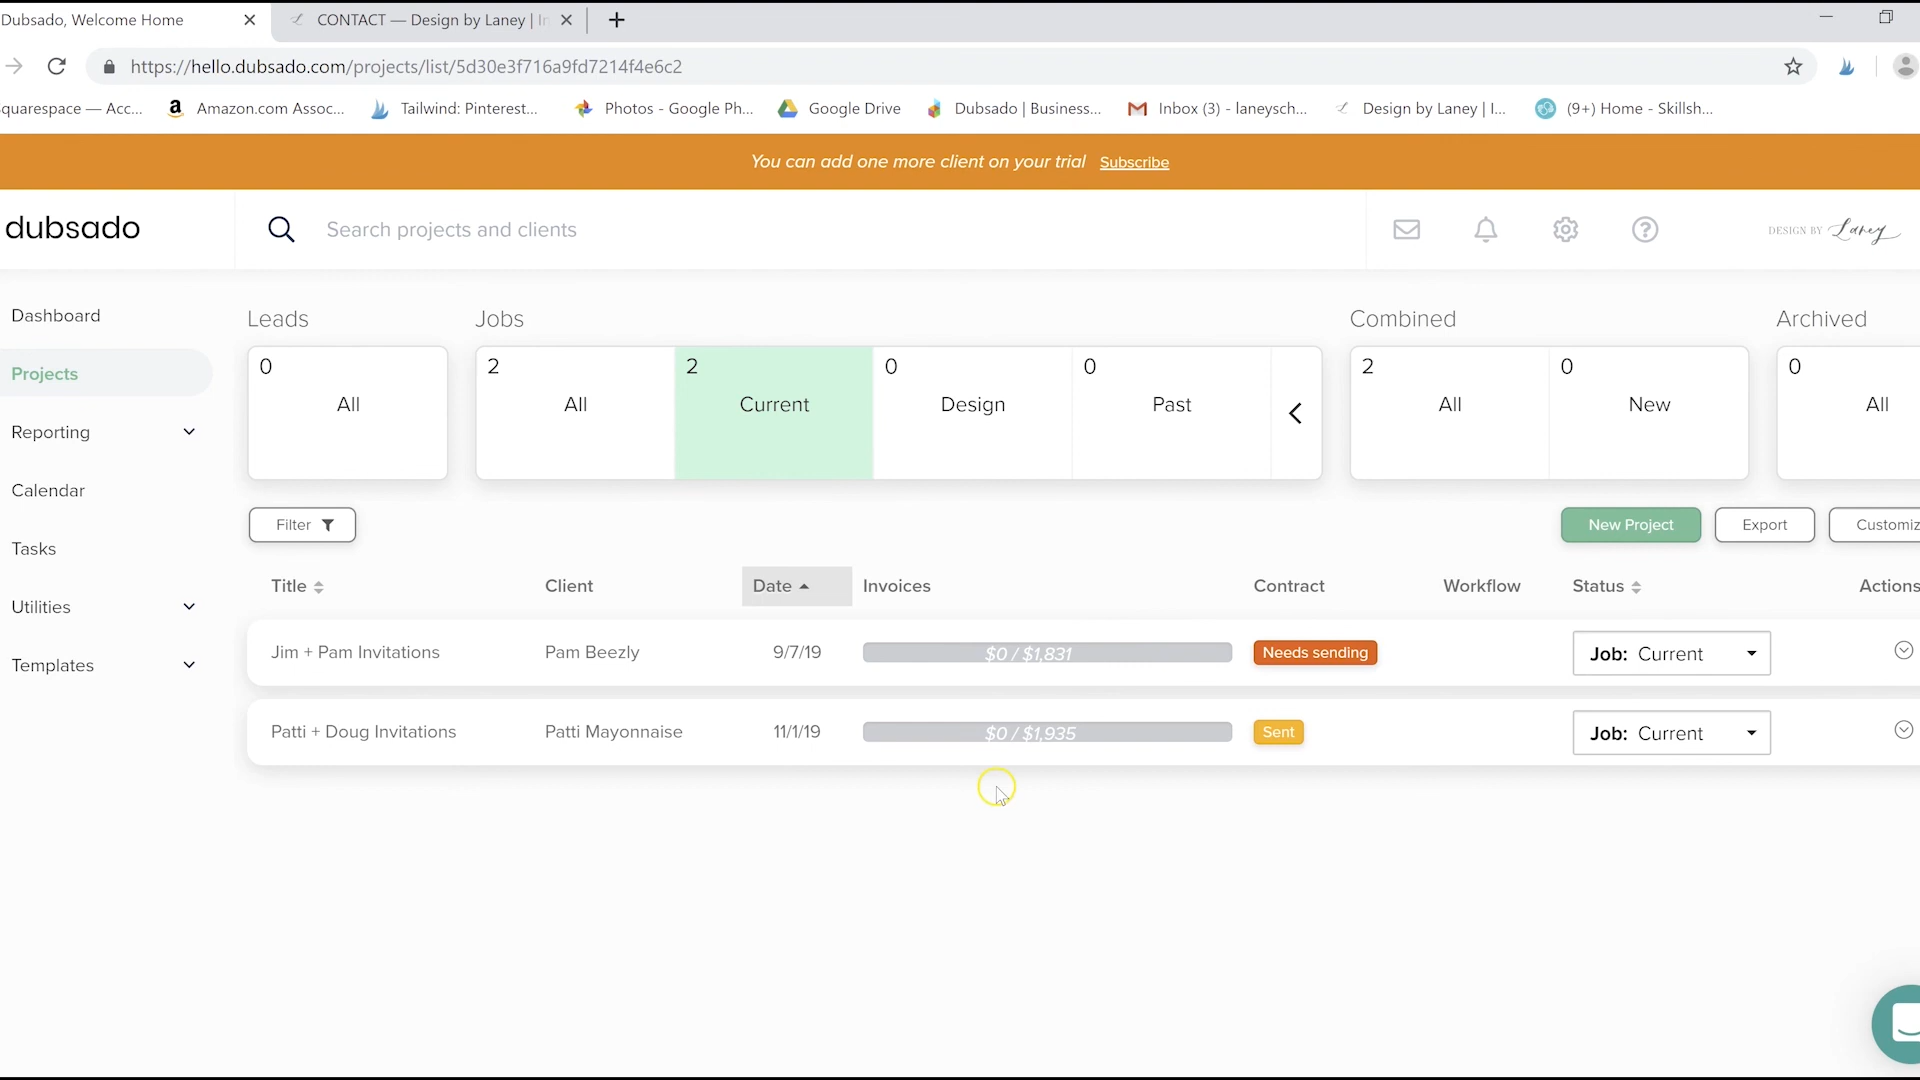 Dubsado, Welcome Home
CONTACT — Design by Laney | In
https://hello.dubsado.com/projects/list/5d30e3f716a9fd7214f4e6c2
quarespace — Acc...
Amazon.com Assoc...
Tailwind: Pinterest...
Photos - Google Ph...
Google Drive
Dubsado | Business...
Inbox (3) - laneysch...
Design by Laney | I...
(9+) Home - Skillsh...
You can add one more client on your trial Subscribe
dubsado
Search projects and clients
DESIGN BY Laney
Dashboard
Projects
Reporting
Calendar
Tasks
Utilities
Templates
Leads
0
All
Jobs
2
All
2
Current
0
Design
0
Past
Combined
2
All
0
New
Archived
0
All
Filter
New Project
Export
Customiz
Title Client Date Invoices Contract Workflow Status Actions
Jim + Pam Invitations Pam Beezly 9/7/19 $0 / $1,831 Needs sending Job: Current
Patti + Doug Invitations Patti Mayonnaise 11/1/19 $0 / $1,935 Sent Job: Current